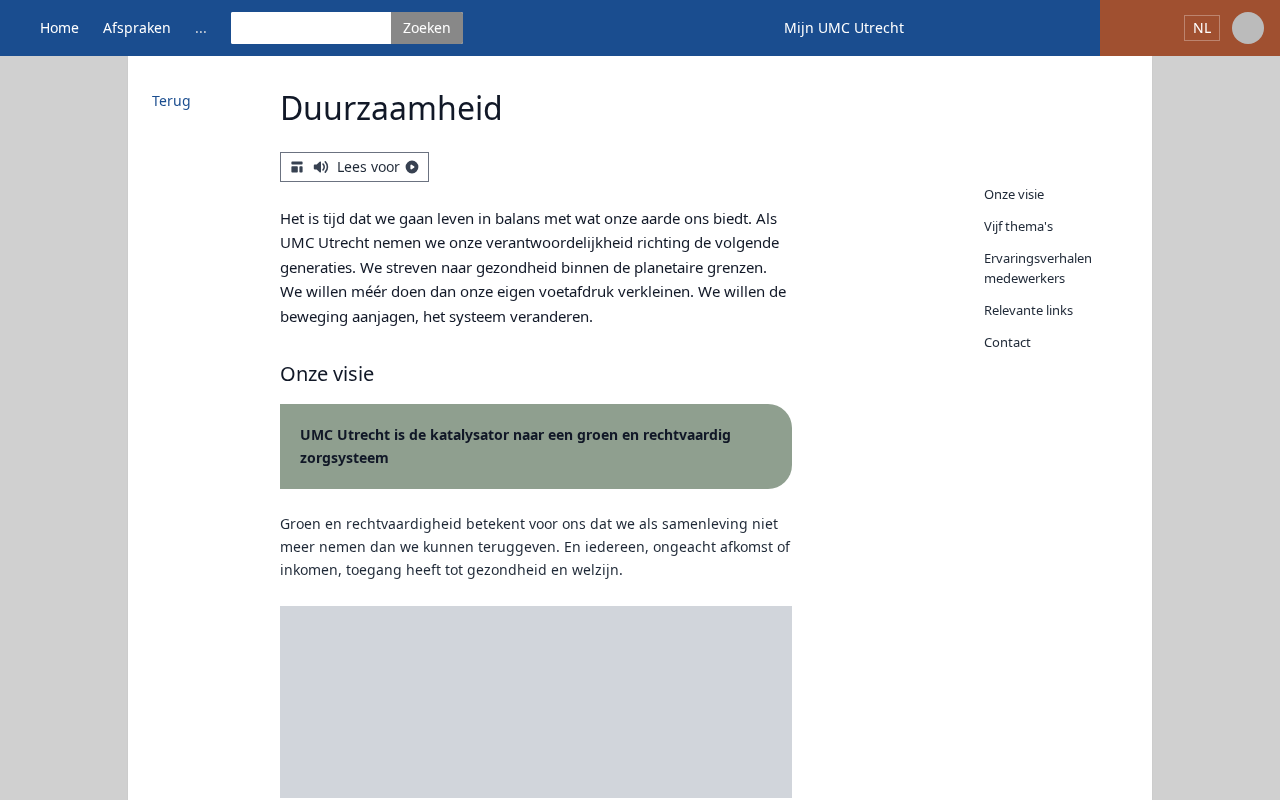 Home
Afspraken
...
Zoeken
Mijn UMC Utrecht
NL
Terug
Duurzaamheid
Lees voor
Het is tijd dat we gaan leven in balans met wat onze aarde ons biedt. Als
UMC Utrecht nemen we onze verantwoordelijkheid richting de volgende
generaties. We streven naar gezondheid binnen de planetaire grenzen.
We willen méér doen dan onze eigen voetafdruk verkleinen. We willen de
beweging aanjagen, het systeem veranderen.
Onze visie
UMC Utrecht is de katalysator naar een groen en rechtvaardig
zorgsysteem
Groen en rechtvaardigheid betekent voor ons dat we als samenleving niet
meer nemen dan we kunnen teruggeven. En iedereen, ongeacht afkomst of
inkomen, toegang heeft tot gezondheid en welzijn.
Onze visie
Vijf thema's
Ervaringsverhalen
medewerkers
Relevante links
Contact